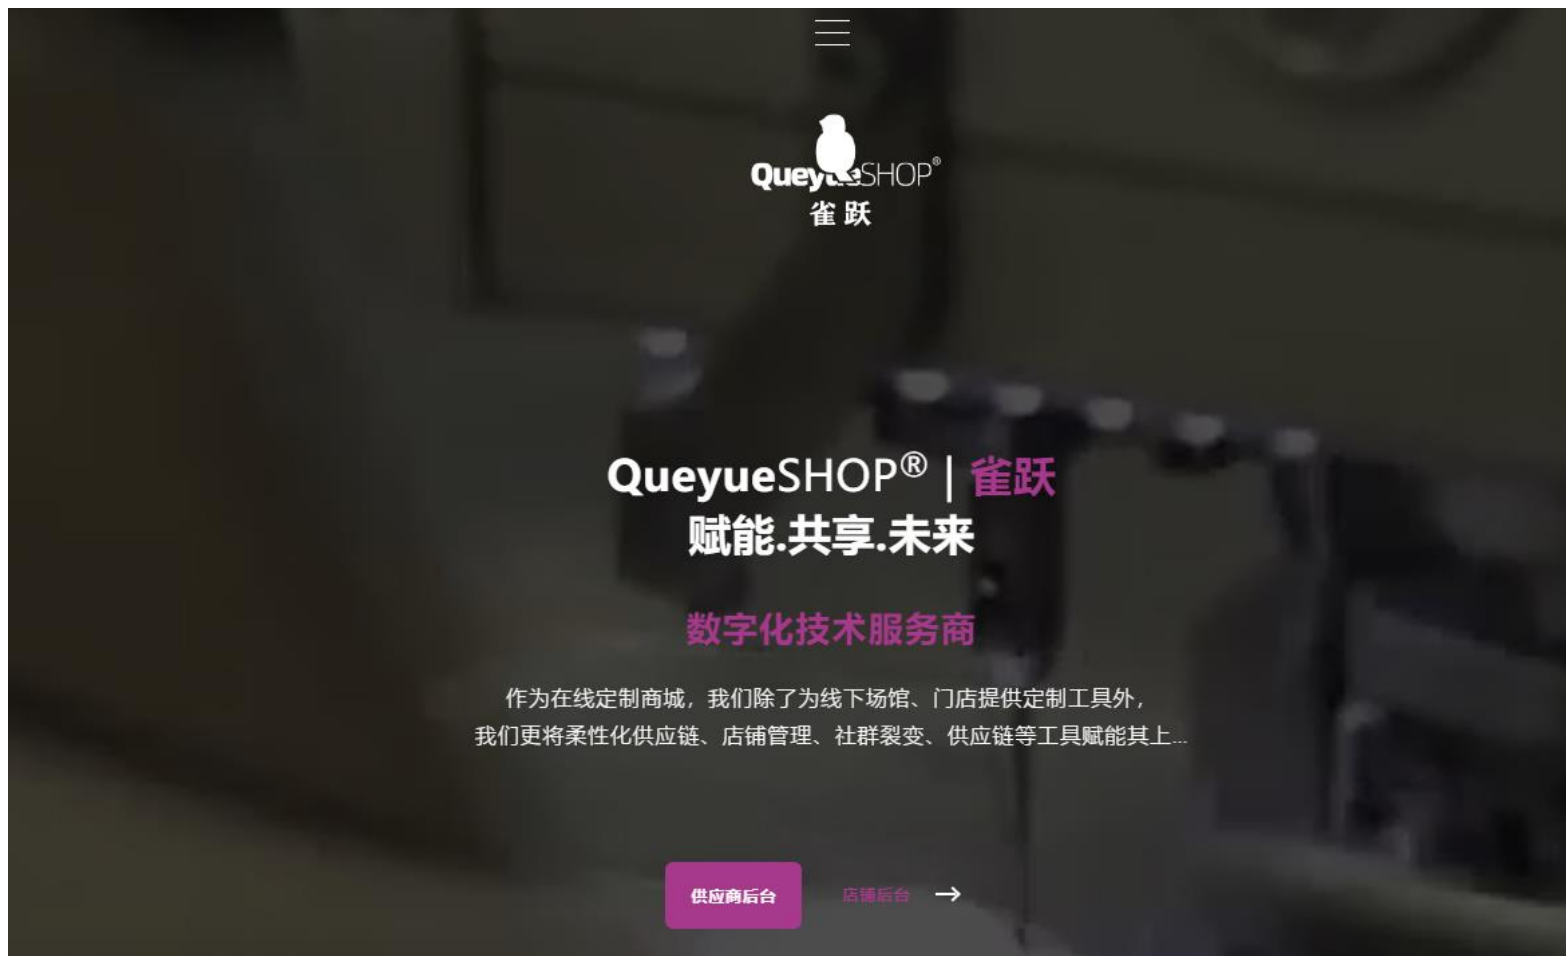 QueyueSHOP®
雀跃
QueyueSHOP® | 雀跃
赋能.共享.未来
数字化技术服务商
作为在线定制商城，我们除了为线下场馆、门店提供定制工具外，
我们更将柔性化供应链、店铺管理、社群裂变、供应链等工具赋能其上...
供应商后台
店铺后台 →